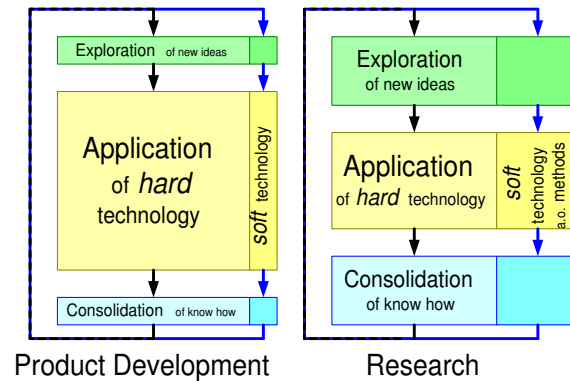 Exploration of new ideas
Application
of hard
technology
soft technology
Consolidation of know how
Product Development
Exploration
of new ideas
Application
of hard technology
soft
technology
a.o. methods
Consolidation
of know how
Research